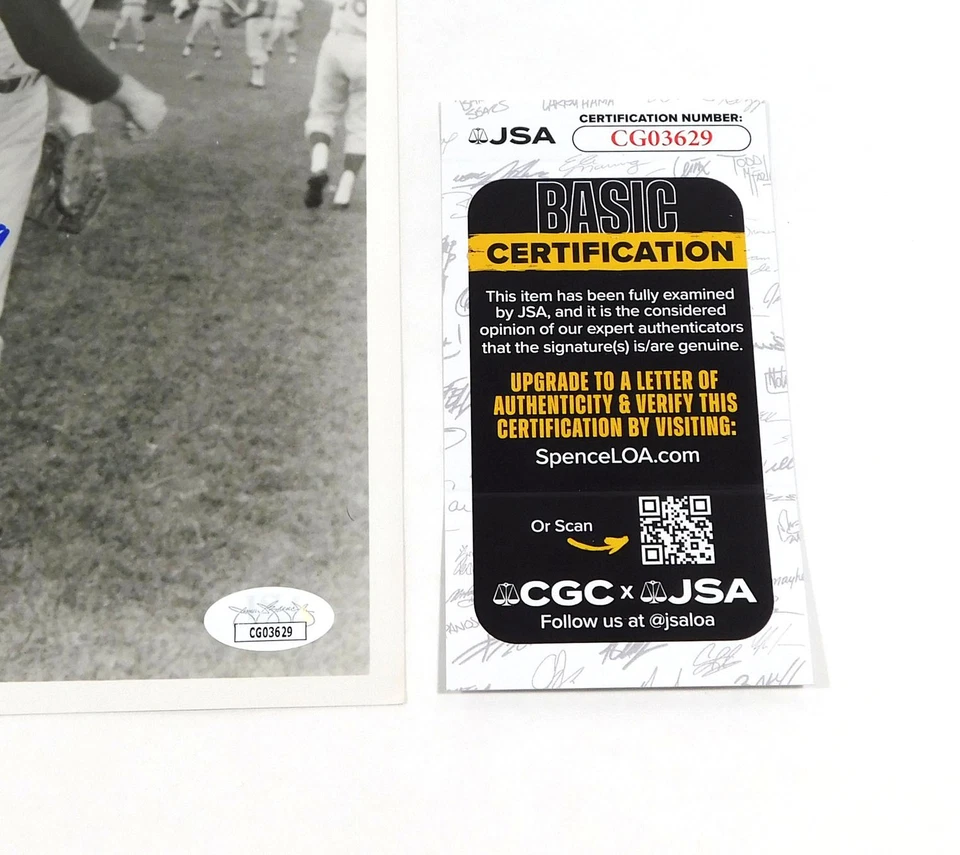 JSA
CERTIFICATION NUMBER:
CG03629
BASIC
CERTIFICATION
This item has been fully examined
by JSA, and it is the considered
opinion of our expert authenticators
that the signature(s) is/are genuine.
UPGRADE TO A LETTER OF
AUTHENTICITY & VERIFY THIS
CERTIFICATION BY VISITING:
SpenceLOA.com
Or Scan
CGC x JSA
Follow us at @jsaloa
CG03629